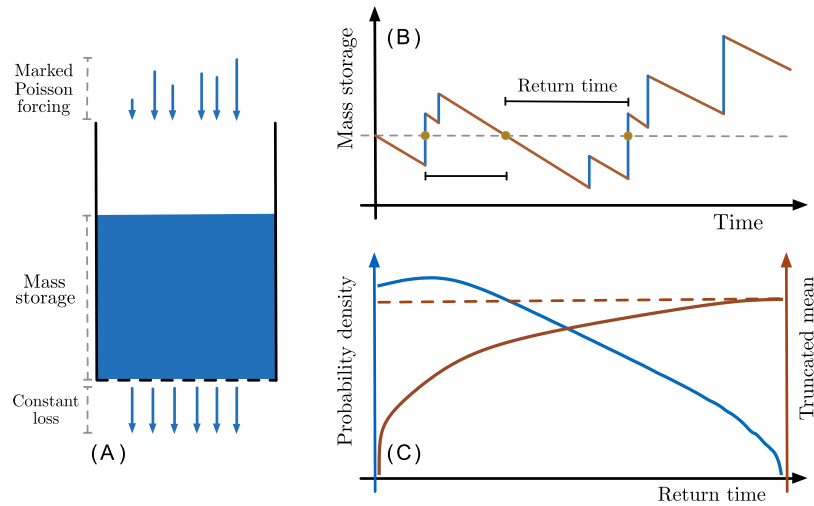 Marked
Poisson
forcing
Mass
storage
Constant
loss
(A)
(B)
Mass storage
Return time
Time
Probability density
Truncated mean
(C)
Return time